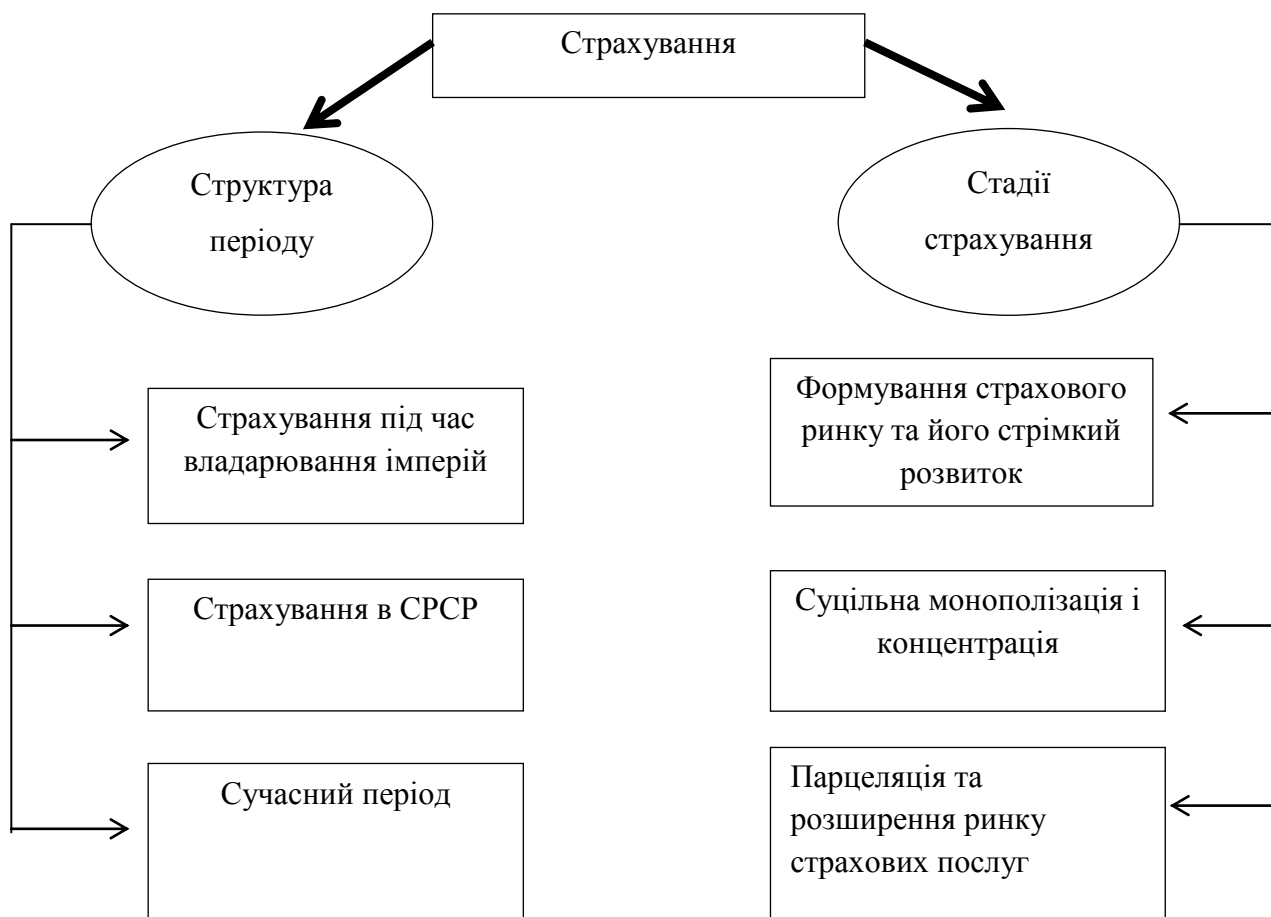 Страхування
Структура
періоду
Стадії
страхування
Страхування під час
владарювання імперій
Формування страхового
ринку та його стрімкий
розвиток
Страхування в СРСР
Суцільна монополізація і
концентрація
Сучасний період
Парцеляція та
розширення ринку
страхових послуг